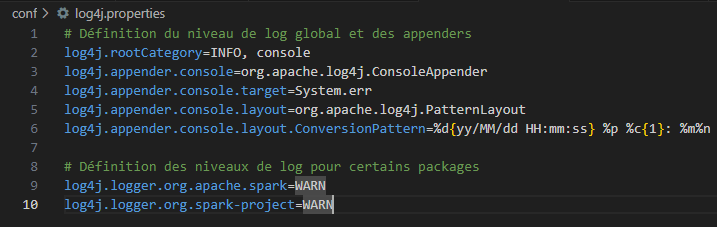 conf > log4j.properties
1 # Définition du niveau de log global et des appenders
2 log4j.rootCategory=INFO, console
3 log4j.appender.console=org.apache.log4j.ConsoleAppender
4 log4j.appender.console.target=System.err
5 log4j.appender.console.layout=org.apache.log4j.PatternLayout
6 log4j.appender.console.layout.ConversionPattern=%d{yy/MM/dd HH:mm:ss} %p %c{1}: %m%n
7
8 # Définition des niveaux de log pour certains packages
9 log4j.logger.org.apache.spark=WARN
10 log4j.logger.org.spark-project=WARN